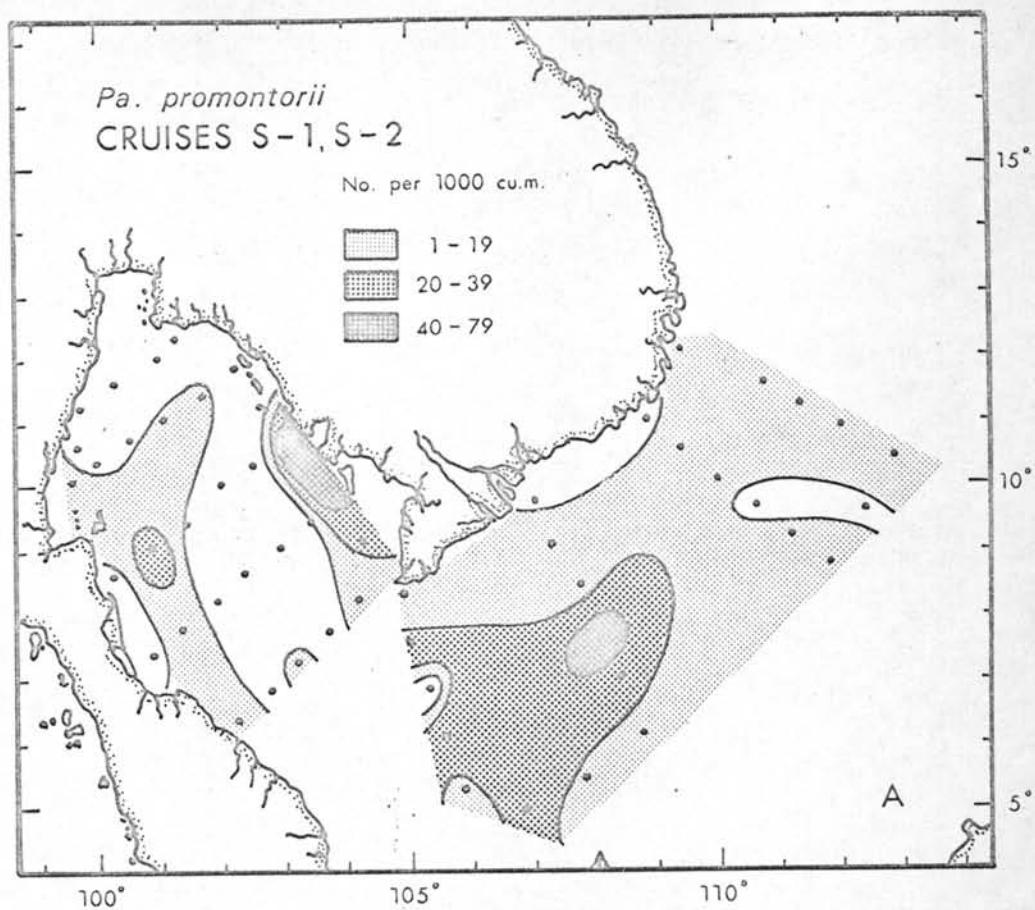 Pa. promontorii
CRUISES S-1, S-2
No. per 1000 cu.m.
1-19
20-39
40-79
15°
10°
A
5°
100°
105°
110°